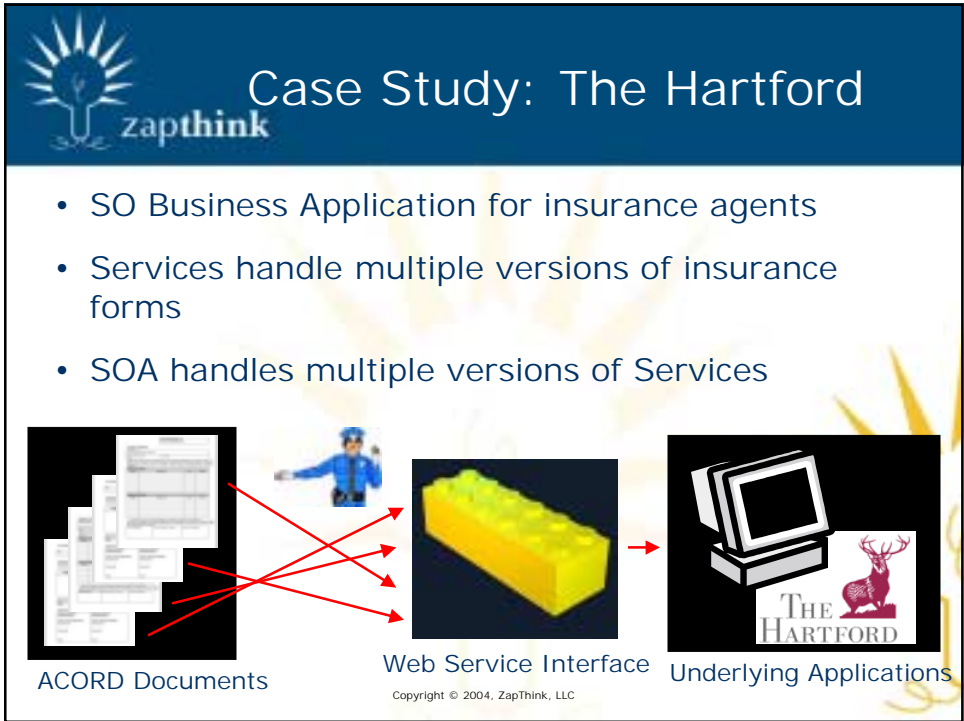 Case Study: The Hartford
zapthink
• SO Business Application for insurance agents
• Services handle multiple versions of insurance
forms
• SOA handles multiple versions of Services
THE
HARTFORD
ACORD Documents
Web Service Interface
Underlying Applications
Copyright © 2004, ZapThink, LLC